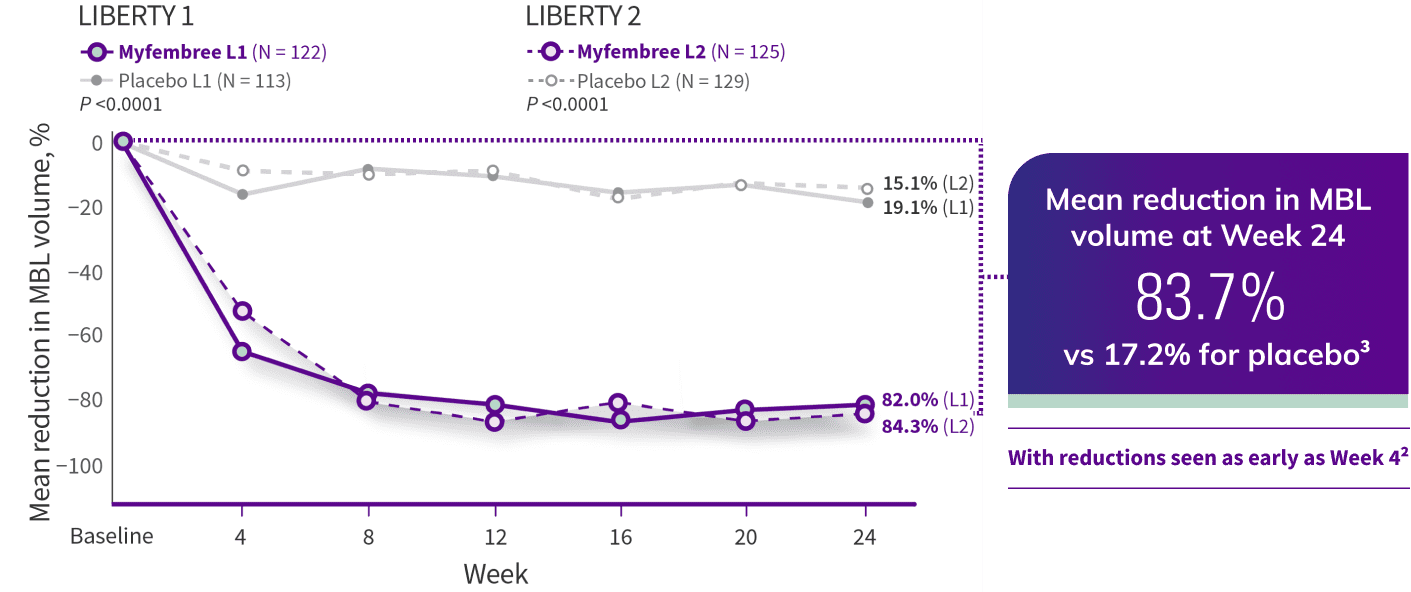 LIBERTY 1
Myfembree L1 (N = 122)
Placebo L1 (N = 113)
P <0.0001
LIBERTY 2
Myfembree L2 (N = 125)
Placebo L2 (N = 129)
P <0.0001
Mean reduction in MBL volume, %
0
−20
−40
−60
−80
−100
15.1% (L2)
19.1% (L1)
82.0% (L1)
84.3% (L2)
Baseline
4
8
12
16
20
24
Week
Mean reduction in MBL
volume at Week 24
83.7%
vs 17.2% for placebo³
With reductions seen as early as Week 4²